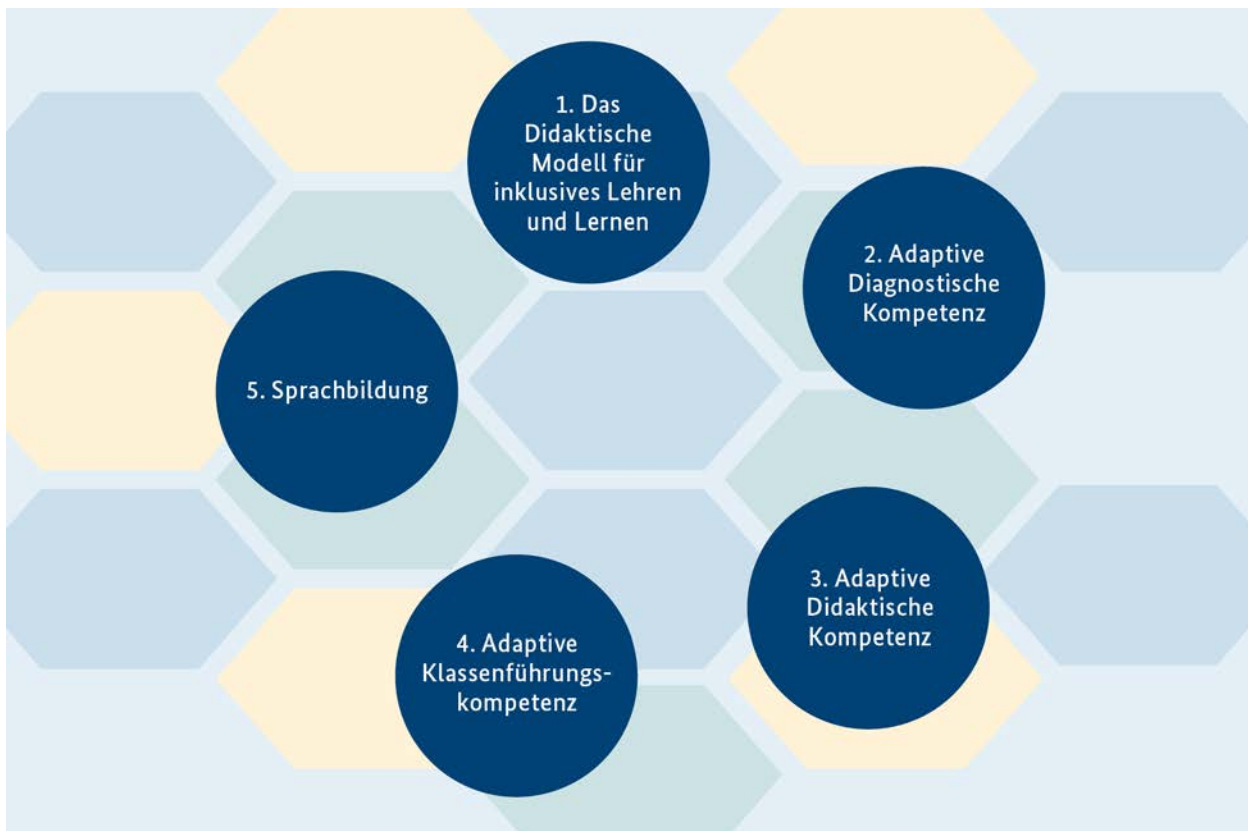 1. Das
Didaktische
Modell für
inklusives Lehren
und Lernen
2. Adaptive
Diagnostische
Kompetenz
3. Adaptive
Didaktische
Kompetenz
4. Adaptive
Klassenführungs-
kompetenz
5. Sprachbildung